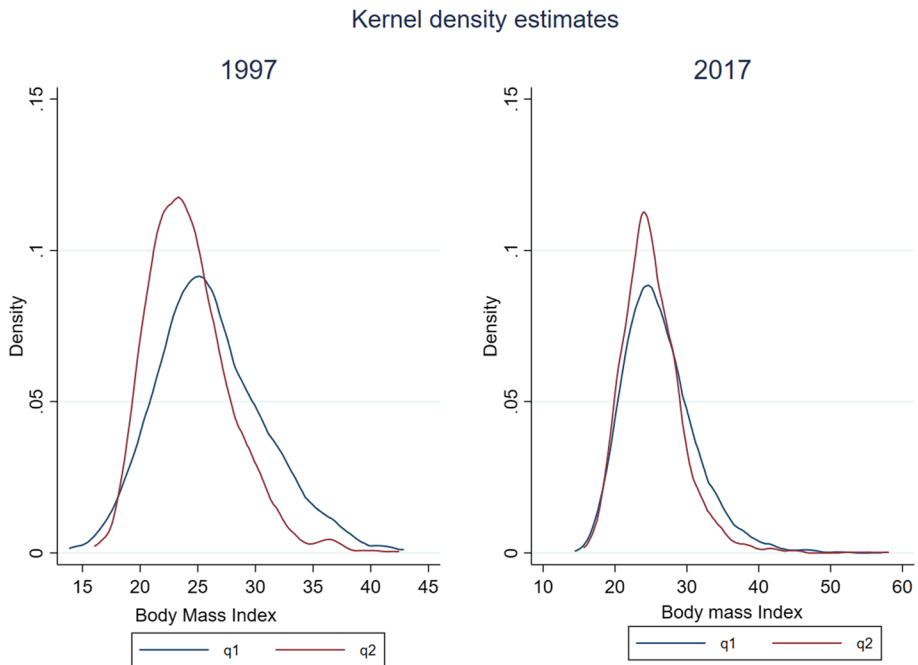 Kernel density estimates
1997
2017
.15
.1
.05
0
Density
15 20 25 30 35 40 45
Body Mass Index
q1 q2
.15
.1
.05
0
Density
10 20 30 40 50 60
Body mass Index
q1 q2